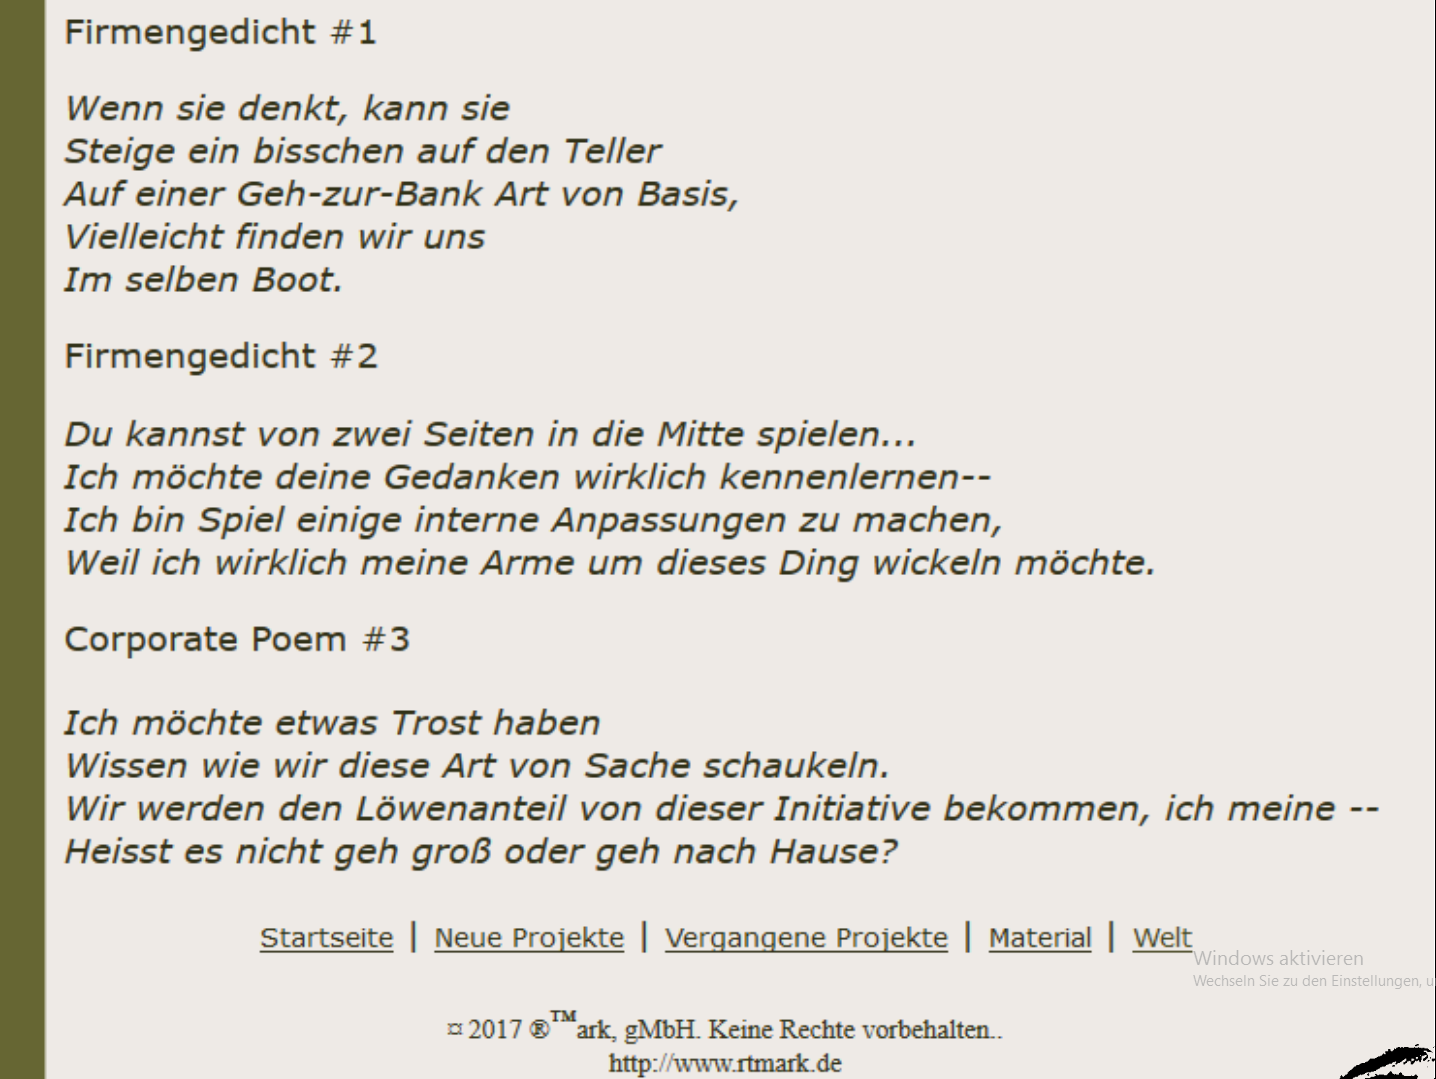 Firmengedicht #1
Wenn sie denkt, kann sie
Steige ein bisschen auf den Teller
Auf einer Geh-zur-Bank Art von Basis,
Vielleicht finden wir uns
Im selben Boot.
Firmengedicht #2
Du kannst von zwei Seiten in die Mitte spielen...
Ich möchte deine Gedanken wirklich kennenlernen--
Ich bin Spiel einige interne Anpassungen zu machen,
Weil ich wirklich meine Arme um dieses Ding wickeln möchte.
Corporate Poem #3
Ich möchte etwas Trost haben
Wissen wie wir diese Art von Sache schaukeln.
Wir werden den Löwenanteil von dieser Initiative bekommen, ich meine --
Heisst es nicht geh groß oder geh nach Hause?
Startseite | Neue Projekte | Vergangene Projekte | Material | Welt
Windows aktivieren
Wechseln Sie zu den Einstellungen, u
¤ 2017 ®™ark, gMbH. Keine Rechte vorbehalten..
http://www.rtmark.de